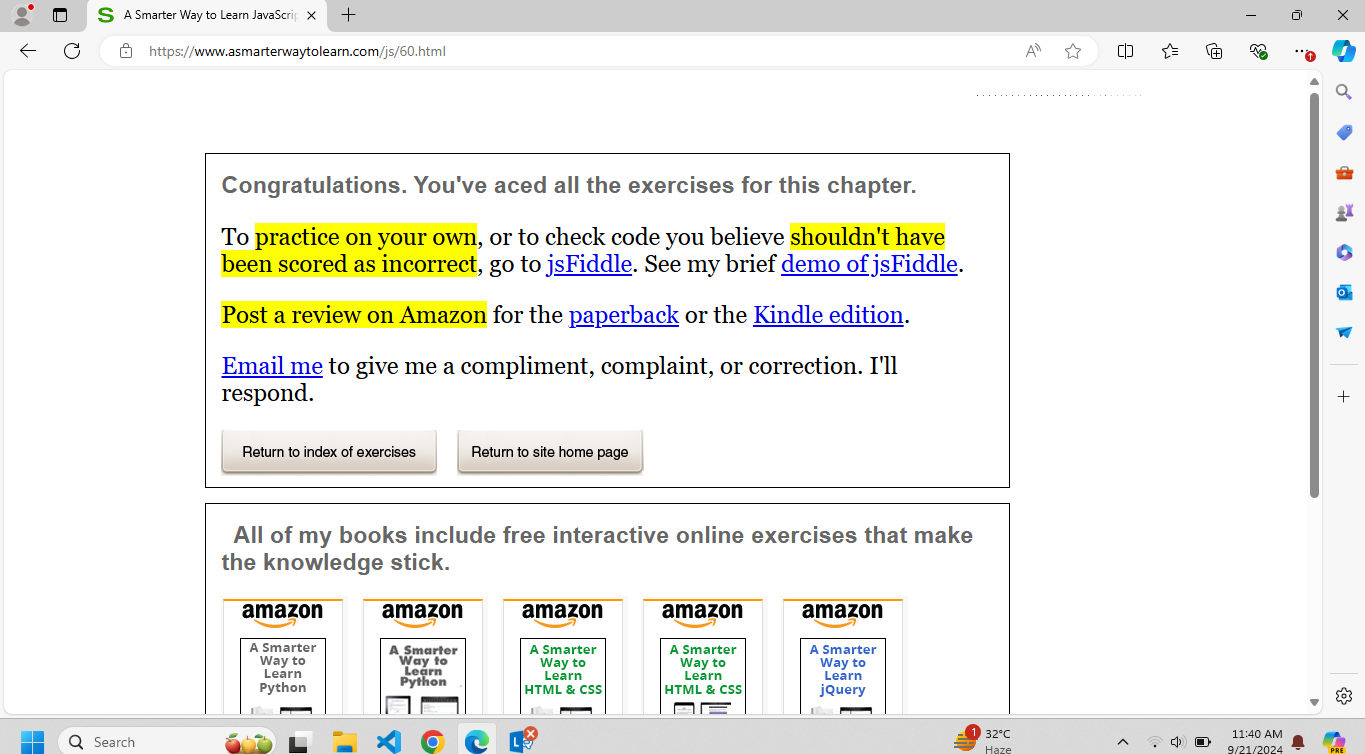 A Smarter Way to Learn JavaScrip
https://www.asmarterwaytolearn.com/js/60.html
Congratulations. You've aced all the exercises for this chapter.
To practice on your own, or to check code you believe shouldn't have
been scored as incorrect, go to jsFiddle. See my brief demo of jsFiddle.
Post a review on Amazon for the paperback or the Kindle edition.
Email me to give me a compliment, complaint, or correction. I'll
respond.
Return to index of exercises Return to site home page
All of my books include free interactive online exercises that make
the knowledge stick.
amazon amazon amazon amazon amazon
A Smarter
Way to
Learn
Python
A Smarter
Way to
Learn
Python
A Smarter
Way to
Learn
HTML & CSS
A Smarter
Way to
Learn
HTML & CSS
A Smarter
Way to
Learn
jQuery
Search
1
32°C
Haze
11:40 AM
9/21/2024
PRE